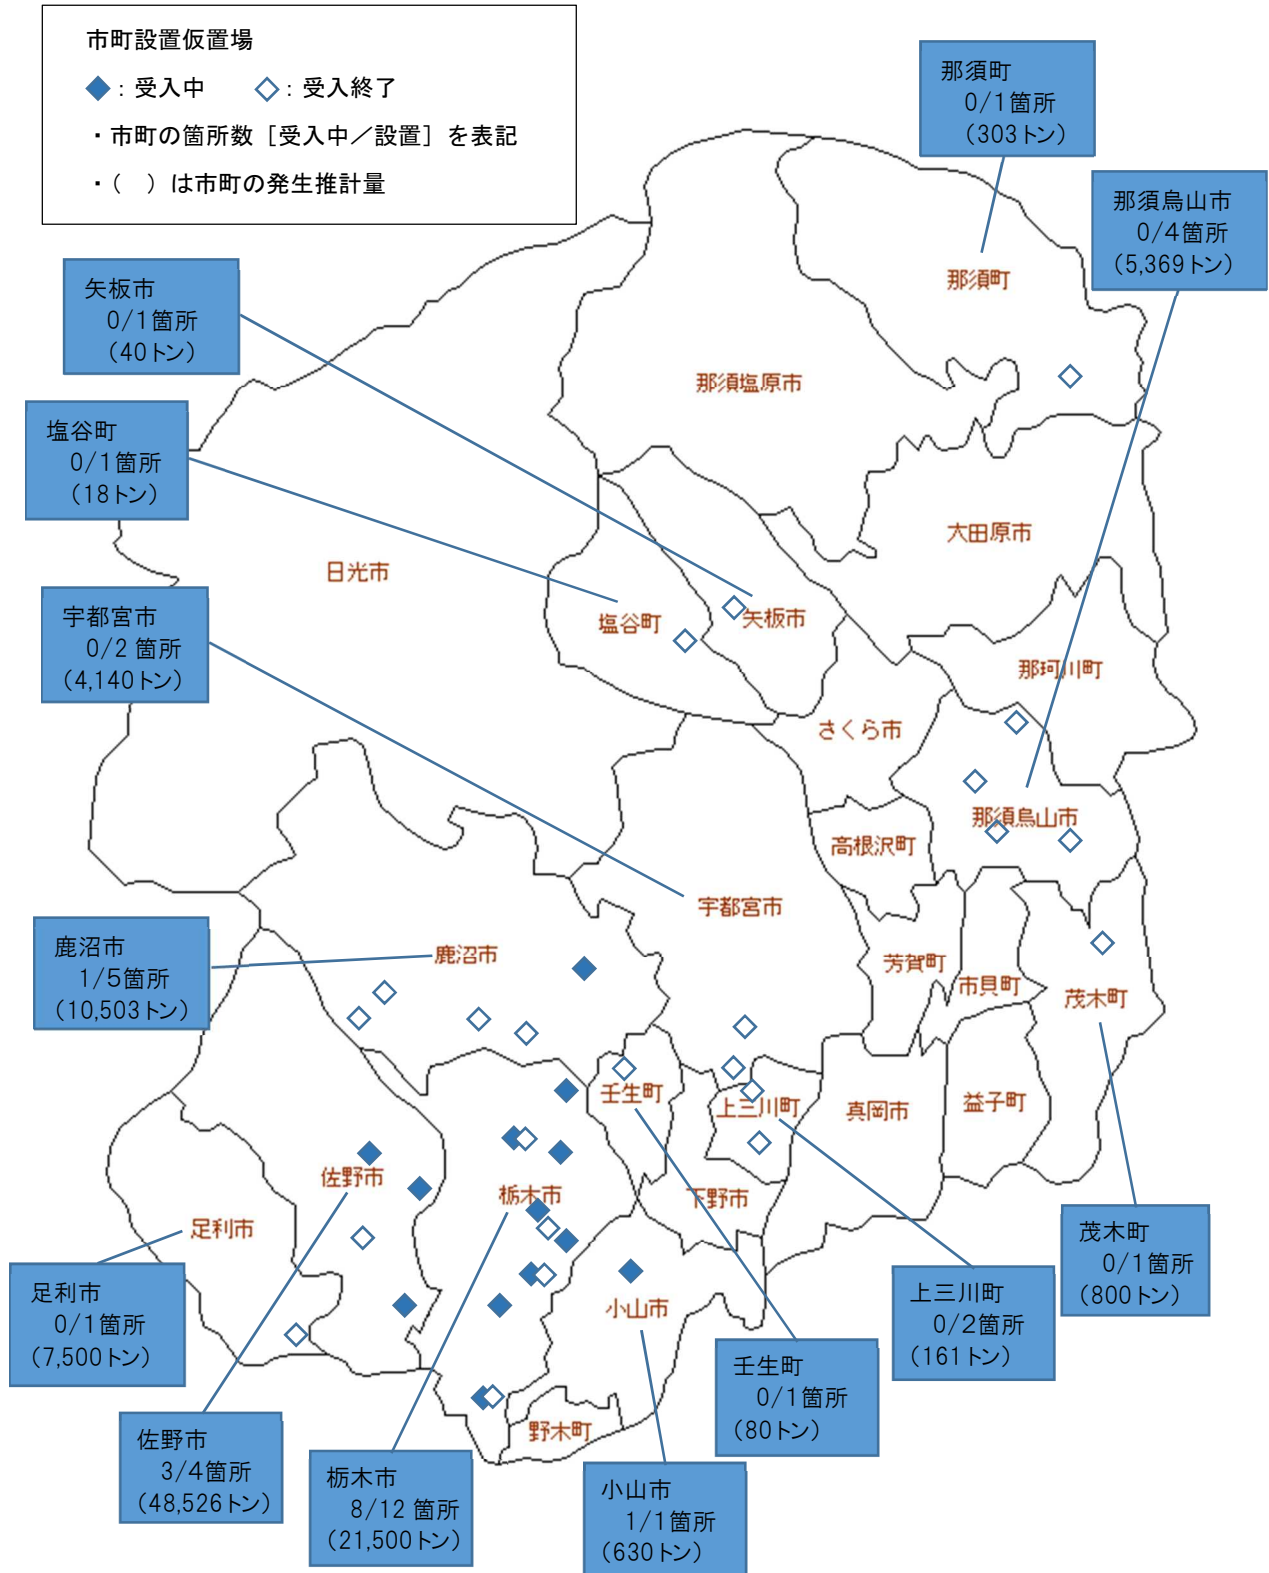 市町設置仮置場
◆：受入中　◇：受入終了
・市町の箇所数［受入中／設置］を表記
・（　）は市町の発生推計量
那須町
0/1箇所
(303トン)
那須烏山市
0/4箇所
(5,369トン)
矢板市
0/1箇所
(40トン)
塩谷町
0/1箇所
(18トン)
宇都宮市
0/2 箇所
(4,140トン)
鹿沼市
1/5箇所
(10,503トン)
足利市
0/1箇所
(7,500トン)
佐野市
3/4箇所
(48,526トン)
栃木市
8/12 箇所
(21,500トン)
小山市
1/1箇所
(630トン)
壬生町
0/1箇所
(80トン)
上三川町
0/2箇所
(161トン)
茂木町
0/1箇所
(800トン)
那須町
那須塩原市
大田原市
日光市
塩谷町
矢板市
那珂川町
さくら市
那須烏山市
高根沢町
宇都宮市
鹿沼市
芳賀町
市貝町
茂木町
壬生町
上三川町
真岡市
益子町
佐野市
栃木市
下野市
足利市
小山市
野木町